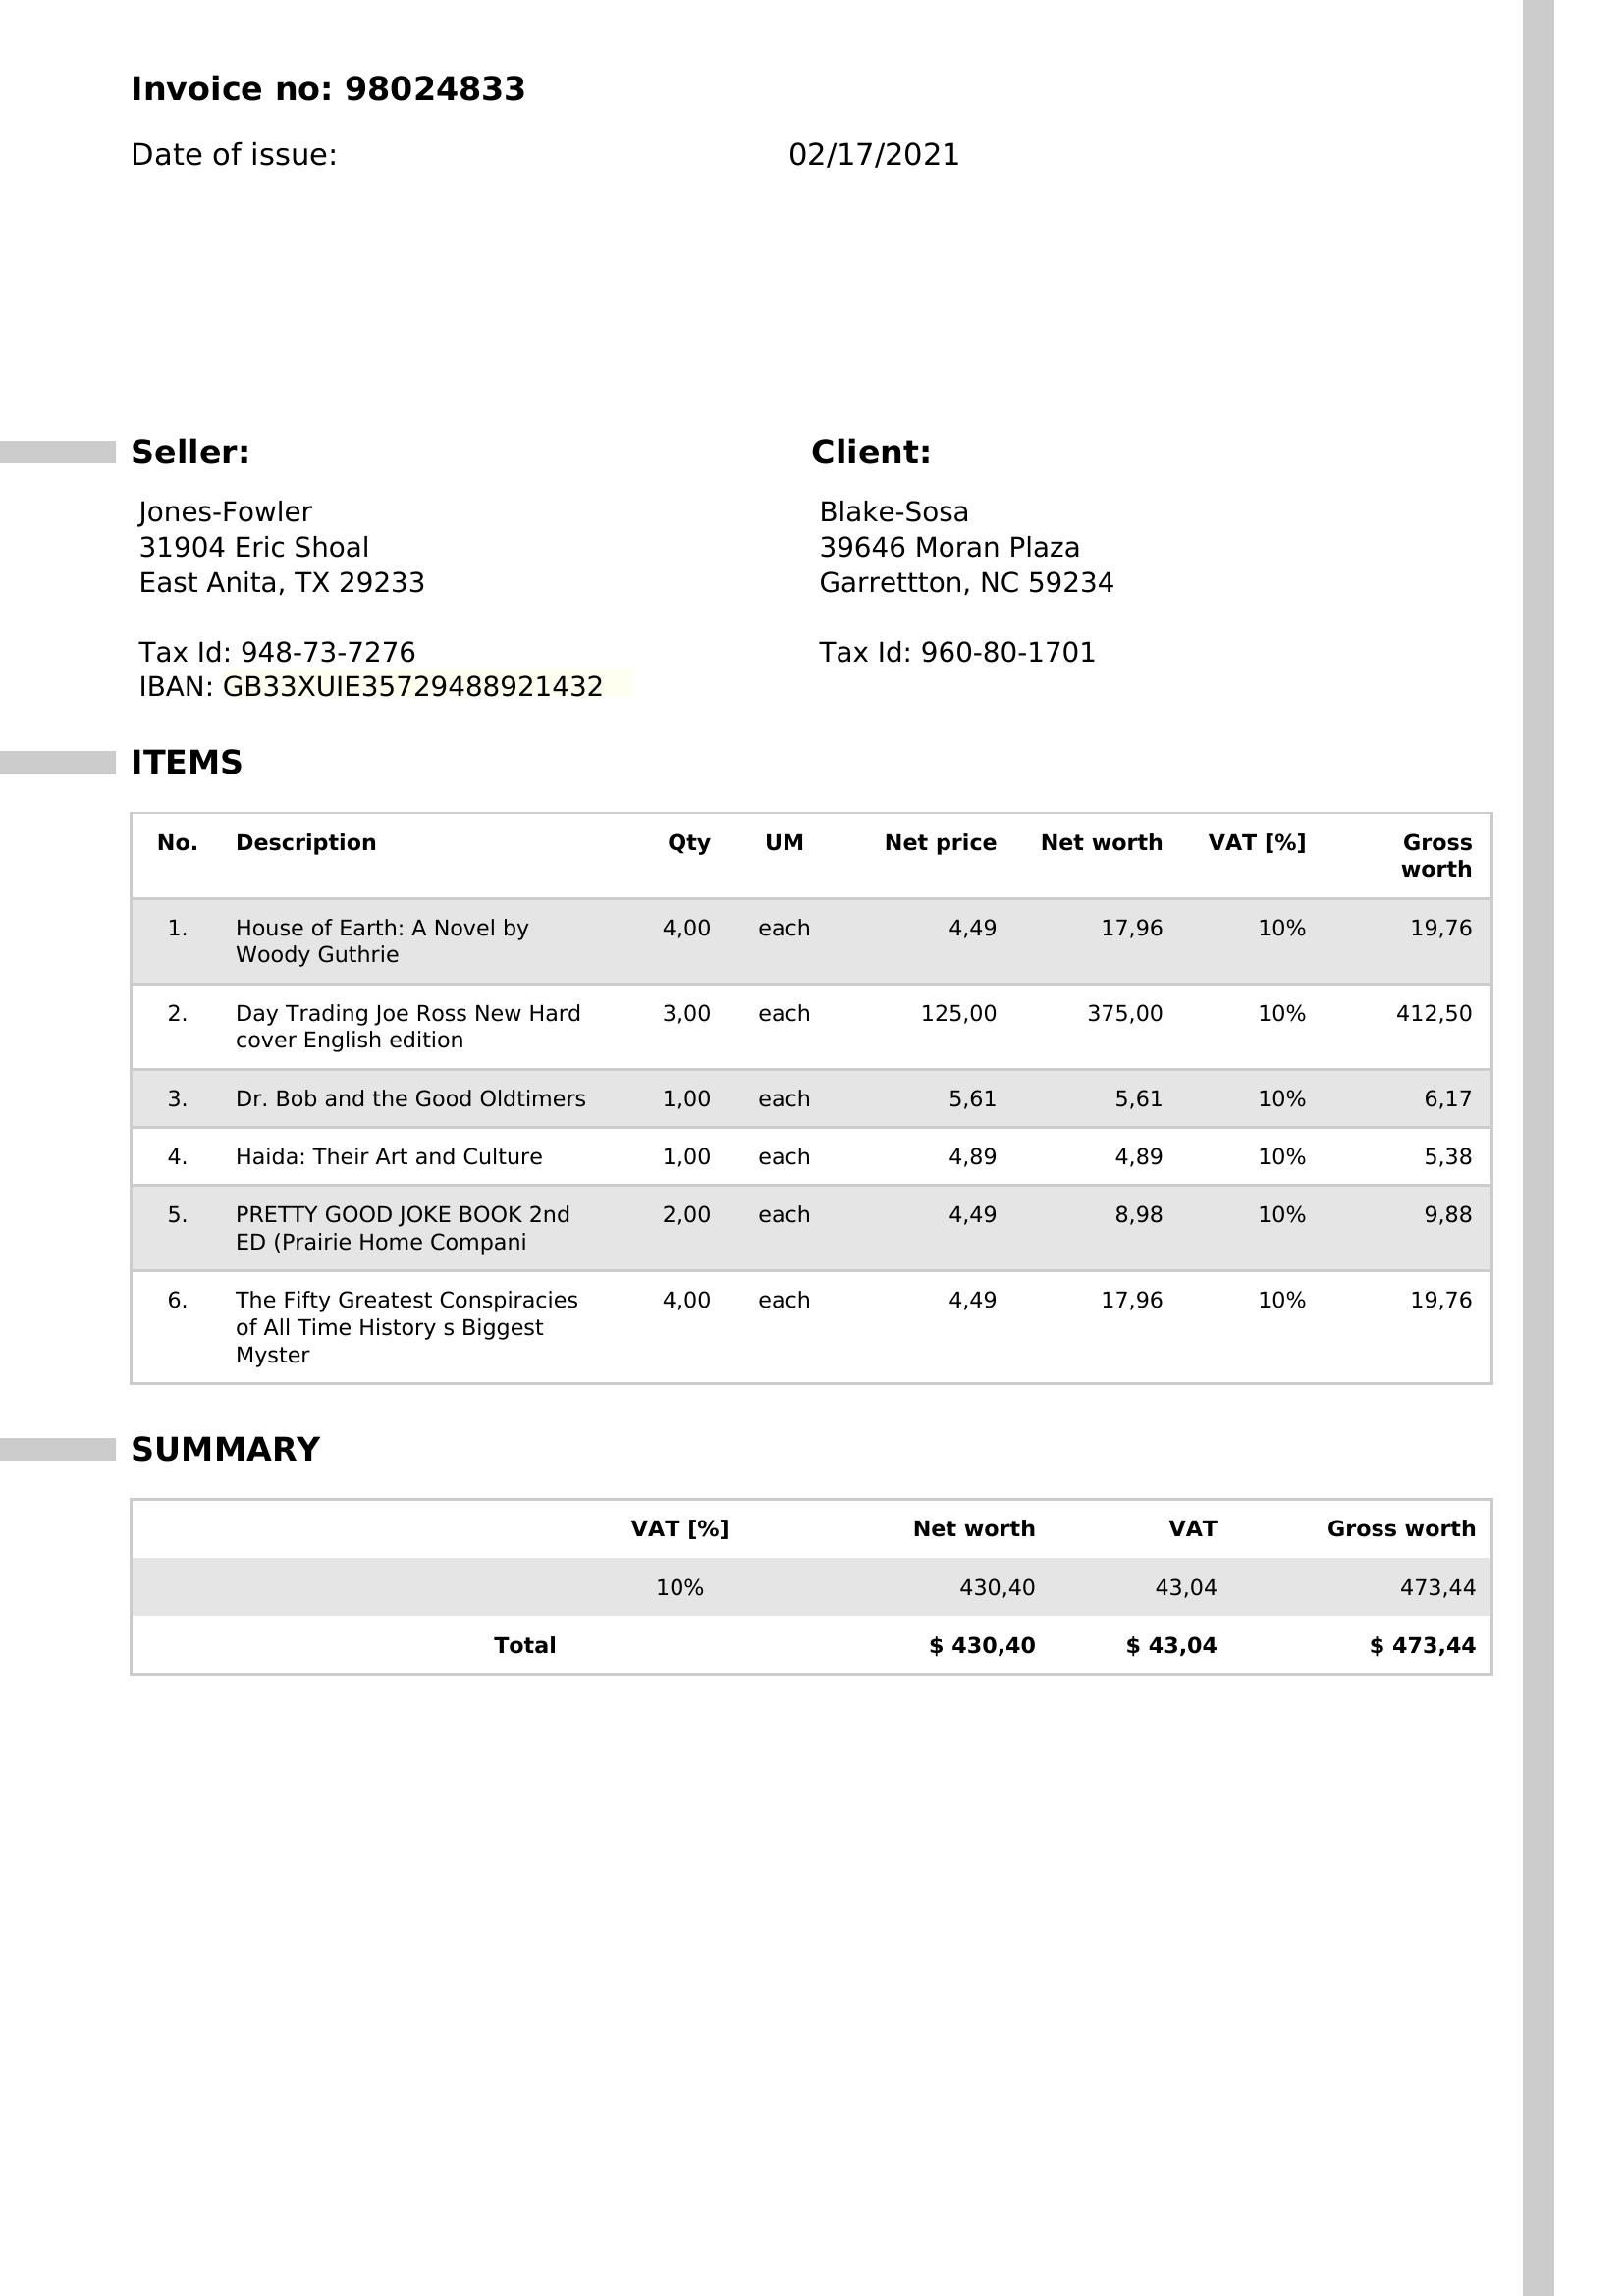 Invoice no: 98024833
Date of issue: 02/17/2021
Seller:
Jones-Fowler
31904 Eric Shoal
East Anita, TX 29233
Tax Id: 948-73-7276
IBAN: GB33XUIE35729488921432
Client:
Blake-Sosa
39646 Moran Plaza
Garrettton, NC 59234
Tax Id: 960-80-1701
ITEMS
No. Description Qty UM Net price Net worth VAT [%] Gross
worth
1. House of Earth: A Novel by 4,00 each 4,49 17,96 10% 19,76
Woody Guthrie
2. Day Trading Joe Ross New Hard 3,00 each 125,00 375,00 10% 412,50
cover English edition
3. Dr. Bob and the Good Oldtimers 1,00 each 5,61 5,61 10% 6,17
4. Haida: Their Art and Culture 1,00 each 4,89 4,89 10% 5,38
5. PRETTY GOOD JOKE BOOK 2nd 2,00 each 4,49 8,98 10% 9,88
ED (Prairie Home Compani
6. The Fifty Greatest Conspiracies 4,00 each 4,49 17,96 10% 19,76
of All Time History s Biggest
Myster
SUMMARY
VAT [%] Net worth VAT Gross worth
10% 430,40 43,04 473,44
Total $ 430,40 $ 43,04 $ 473,44